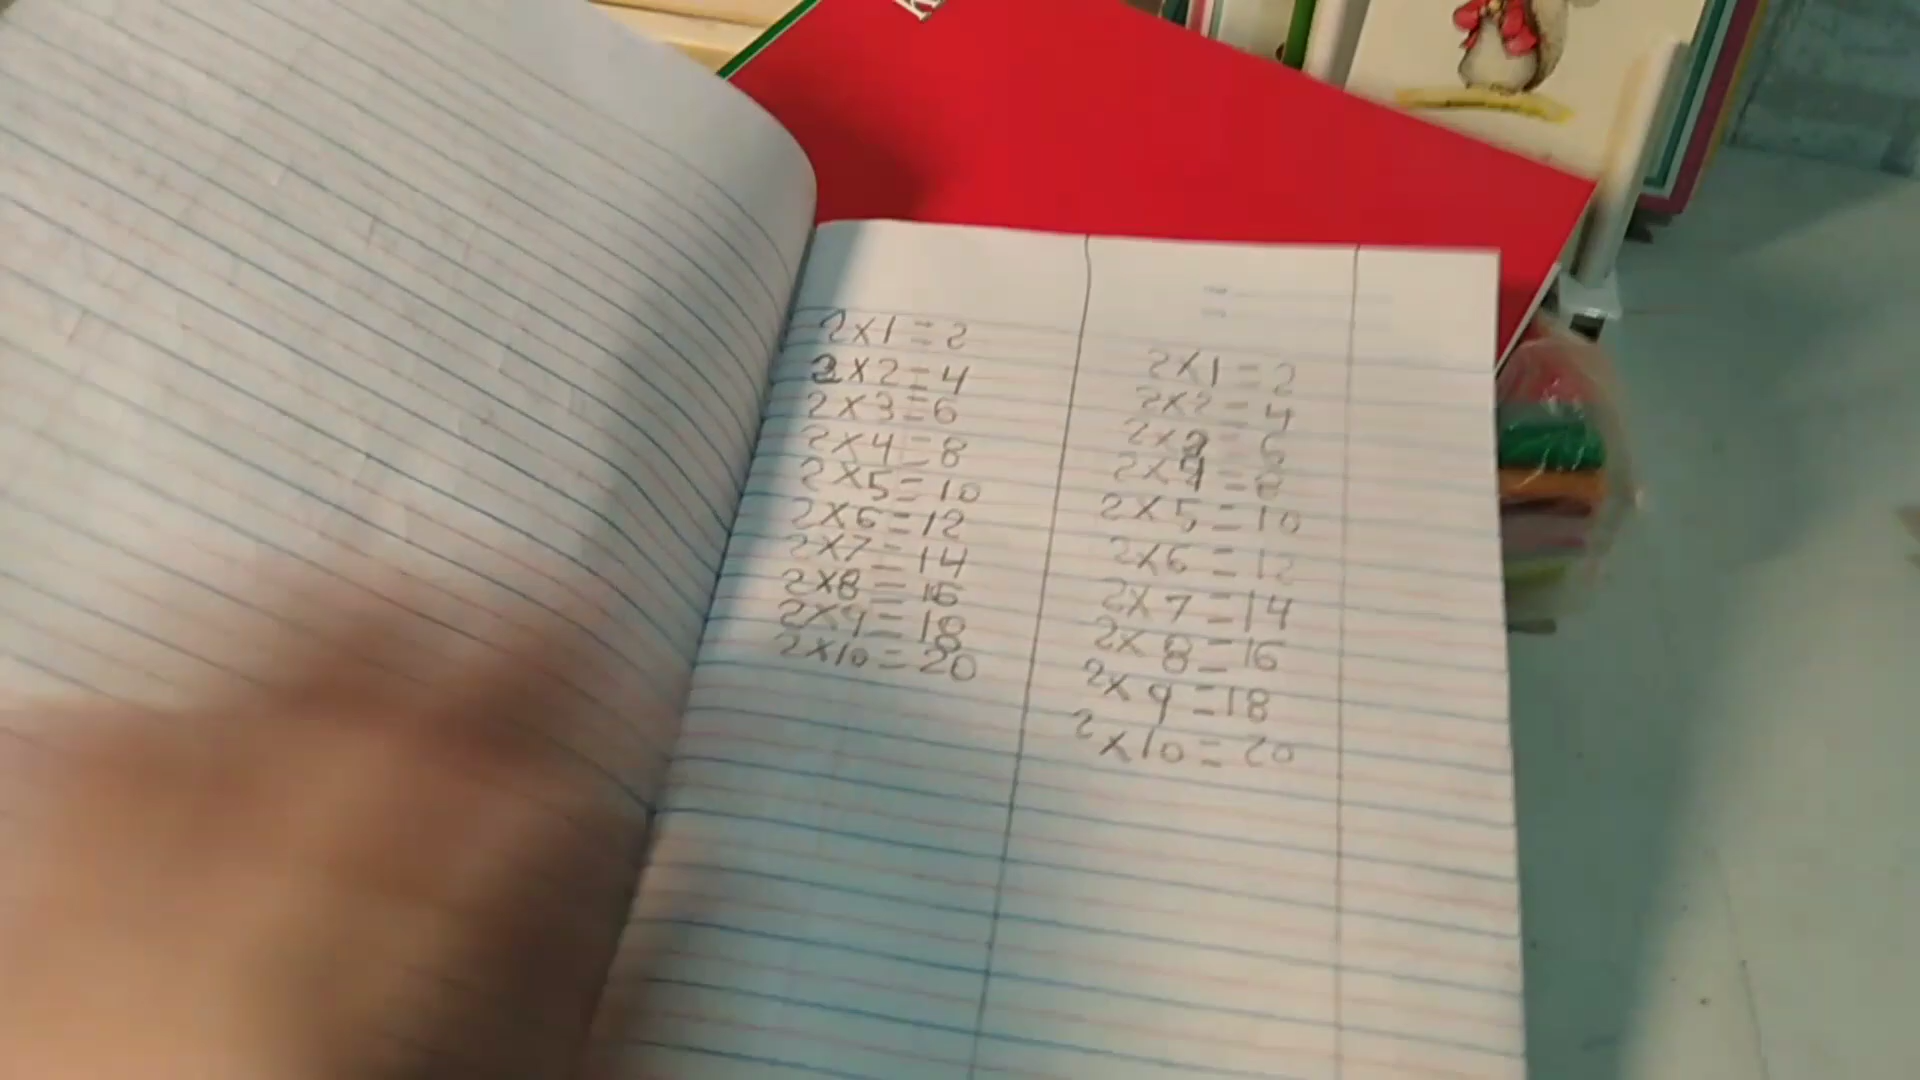 2x1=2
2x2=4
2x3=6
2x4=8
2x5=10
2x6=12
2x7=14
2x8=16
2x9=18
2x10=20
2x1=2
2x2=4
2x3=6
2x4=8
2x5=10
2x6=12
2x7=14
2x8=16
2x9=18
2x10=20